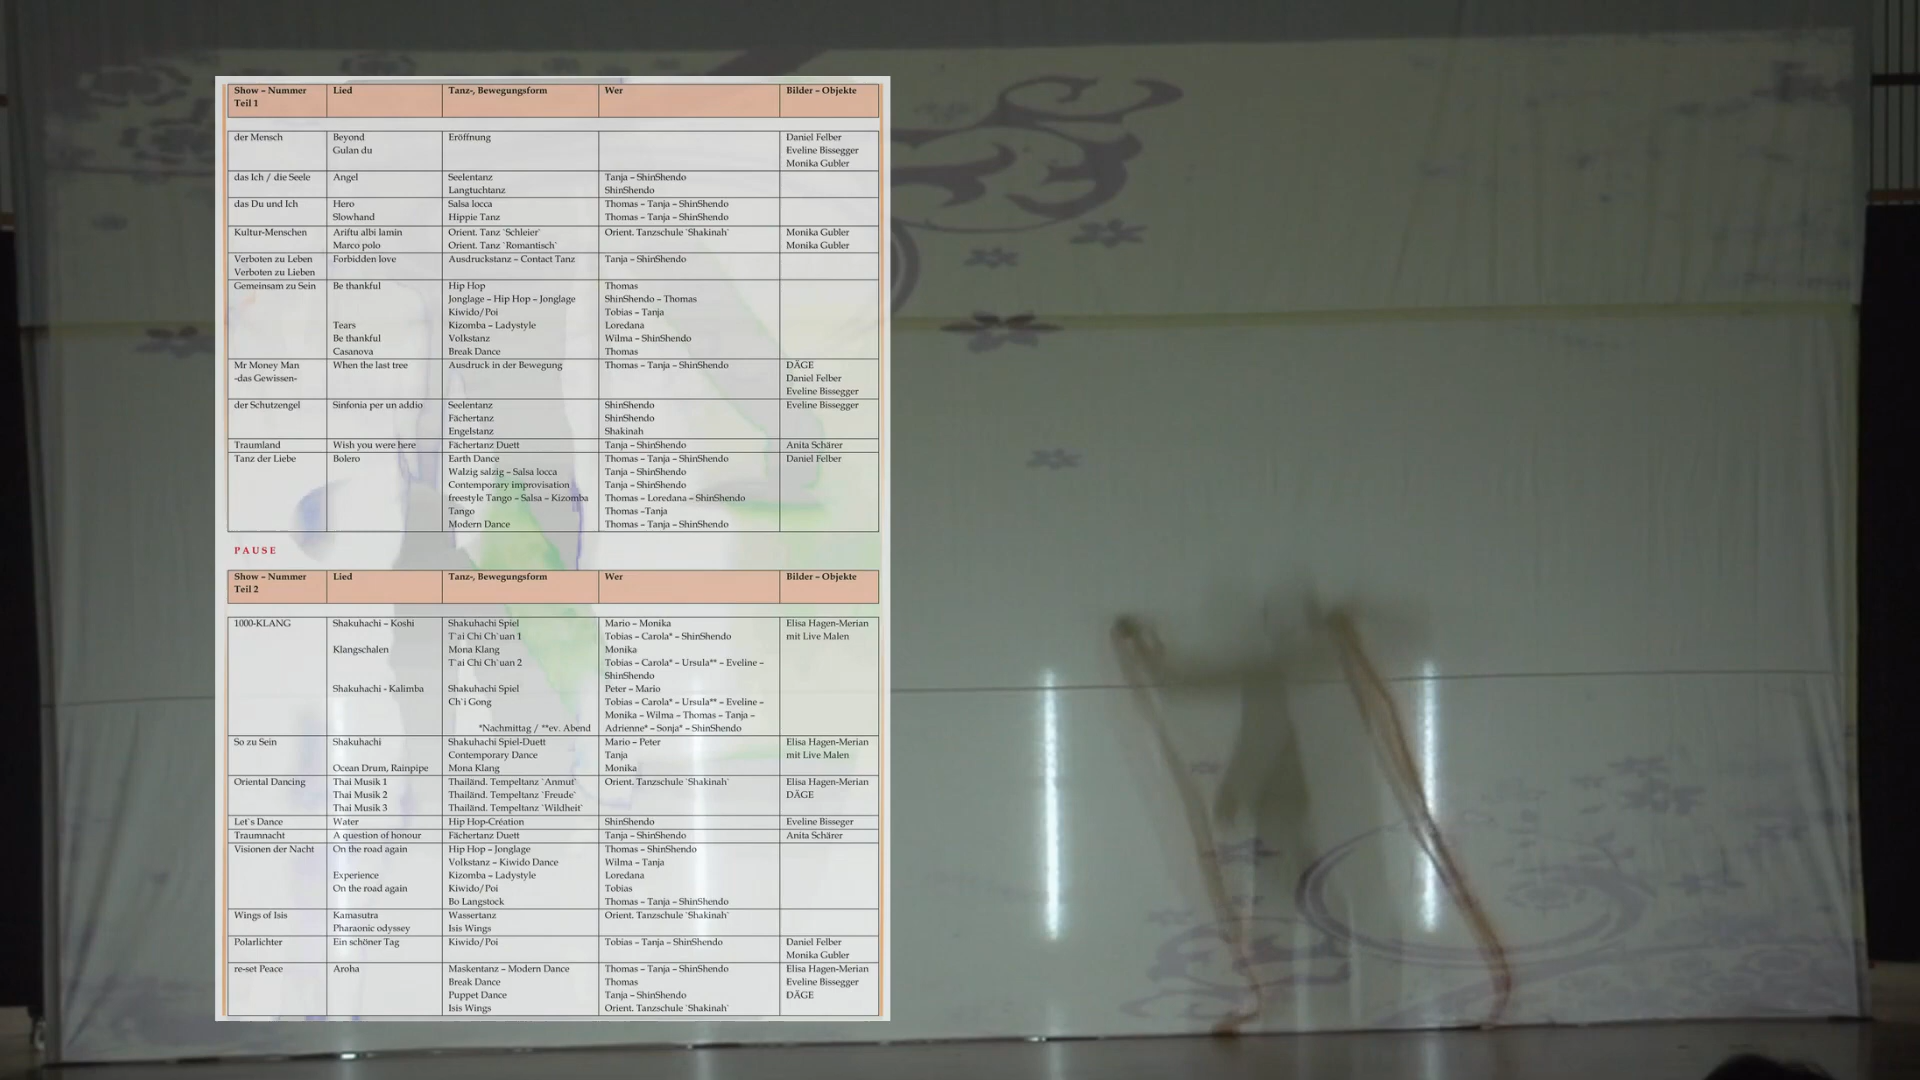 Show – Nummer Teil 1 Lied Tanz-, Bewegungsform Wer Bilder – Objekte
der Mensch Beyond Eröffnung Daniel Felber
Gulan du Eveline Bissegger
Monika Gubler
das Ich / die Seele Angel Seelentanz Tanja – ShinShendo
Langtuchtanz ShinShendo
das Du und Ich Hero Salsa locca Thomas – Tanja – ShinShendo
Slowhand Hippie Tanz Thomas – Tanja – ShinShendo
Kultur-Menschen Ariftu albi lamin Orient. Tanz `Schleier` Orient. Tanzschule `Shakinah` Monika Gubler
Marco polo Orient. Tanz `Romantisch` Monika Gubler
Verboten zu Leben Forbidden love Ausdruckstanz – Contact Tanz Tanja – ShinShendo
Verboten zu Lieben
Gemeinsam zu Sein Be thankful Hip Hop Thomas
Jonglage – Hip Hop – Jonglage ShinShendo – Thomas
Kiwido/Poi Tobias – Tanja
Tears Kizomba – Ladystyle Loredana
Be thankful Volkstanz Wilma – ShinShendo
Casanova Break Dance Thomas
Mr Money Man When the last tree Ausdruck in der Bewegung Thomas – Tanja – ShinShendo DÄGE
-das Gewissen- Daniel Felber
Eveline Bissegger
der Schutzengel Sinfonia per un addio Seelentanz ShinShendo Eveline Bissegger
Fächertanz ShinShendo
Engelstanz Shakinah
Traumland Wish you were here Fächertanz Duett Tanja – ShinShendo Anita Schärer
Tanz der Liebe Bolero Earth Dance Thomas – Tanja – ShinShendo Daniel Felber
Walzig salzig – Salsa locca Tanja – ShinShendo
Contemporary improvisation Tanja – ShinShendo
freestyle Tango – Salsa – Kizomba Thomas – Loredana – ShinShendo
Tango Thomas –Tanja
Modern Dance Thomas – Tanja – ShinShendo
PAUSE
Show – Nummer Teil 2 Lied Tanz-, Bewegungsform Wer Bilder – Objekte
1000-KLANG Shakuhachi – Koshi Shakuhachi Spiel Mario – Monika Elisa Hagen-Merian
T`ai Chi Ch`uan 1 Tobias – Carola* – ShinShendo mit Live Malen
Klangschalen Mona Klang Monika
T`ai Chi Ch`uan 2 Tobias – Carola* – Ursula** – Eveline –
ShinShendo
Shakuhachi - Kalimba Shakuhachi Spiel Peter – Mario
Ch`i Gong Tobias – Carola* – Ursula** – Eveline –
Monika – Wilma – Thomas – Tanja –
*Nachmittag / **ev. Abend Adrienne* – Sonja* – ShinShendo
So zu Sein Shakuhachi Shakuhachi Spiel-Duett Mario – Peter Elisa Hagen-Merian
Contemporary Dance Tanja mit Live Malen
Ocean Drum, Rainpipe Mona Klang Monika
Oriental Dancing Thai Musik 1 Thailänd. Tempeltanz `Anmut` Orient. Tanzschule `Shakinah` Elisa Hagen-Merian
Thai Musik 2 Thailänd. Tempeltanz `Freude` DÄGE
Thai Musik 3 Thailänd. Tempeltanz `Wildheit`
Let`s Dance Water Hip Hop-Création ShinShendo Eveline Bisseger
Traumnacht A question of honour Fächertanz Duett Tanja – ShinShendo Anita Schärer
Visionen der Nacht On the road again Hip Hop – Jonglage Thomas – ShinShendo
Volkstanz – Kiwido Dance Wilma – Tanja
Experience Kizomba – Ladystyle Loredana
On the road again Kiwido/Poi Tobias
Bo Langstock Thomas – Tanja – ShinShendo
Wings of Isis Kamasutra Wassertanz Orient. Tanzschule `Shakinah`
Pharaonic odyssey Isis Wings
Polarlichter Ein schöner Tag Kiwido/Poi Tobias – Tanja – ShinShendo Daniel Felber
Monika Gubler
re-set Peace Aroha Maskentanz – Modern Dance Thomas – Tanja – ShinShendo Elisa Hagen-Merian
Break Dance Thomas Eveline Bissegger
Puppet Dance Tanja – ShinShendo DÄGE
Isis Wings Orient. Tanzschule `Shakinah`